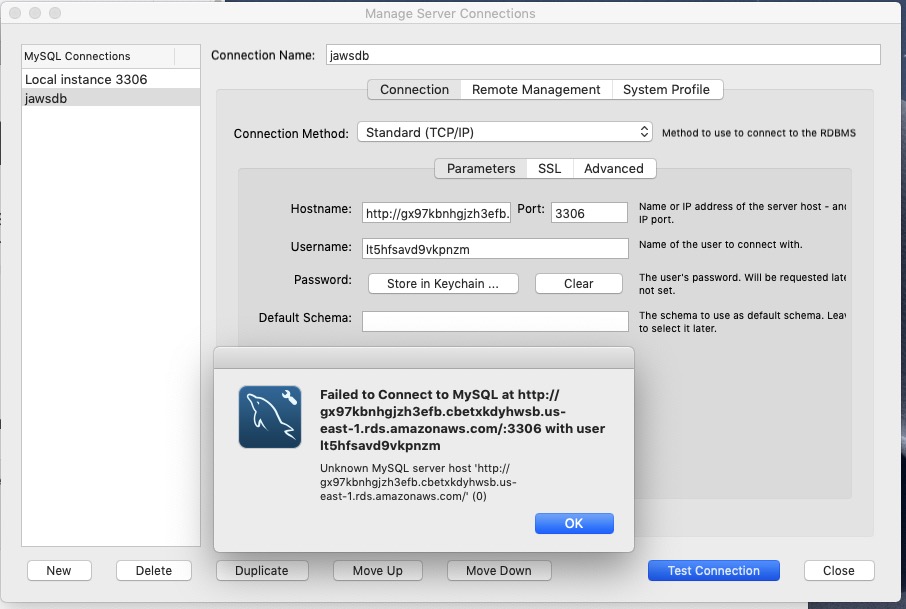 Manage Server Connections
MySQL Connections
Local instance 3306
jawsdb
Connection Name: jawsdb
Connection Remote Management System Profile
Connection Method: Standard (TCP/IP) Method to use to connect to the RDBMS
Parameters SSL Advanced
Hostname: http://gx97kbnhgjzh3efb. Port: 3306 Name or IP address of the server host - and
IP port.
Username: lt5hfsavd9vkpnzm Name of the user to connect with.
Password: Store in Keychain ... Clear The user's password. Will be requested late
not set.
Default Schema: The schema to use as default schema. Leav
to select it later.
Failed to Connect to MySQL at http://
gx97kbnhgjzh3efb.cbetxkdyhwsb.us-
east-1.rds.amazonaws.com/:3306 with user
lt5hfsavd9vkpnzm
Unknown MySQL server host 'http://
gx97kbnhgjzh3efb.cbetxkdyhwsb.us-
east-1.rds.amazonaws.com/' (0)
OK
New Delete Duplicate Move Up Move Down Test Connection Close